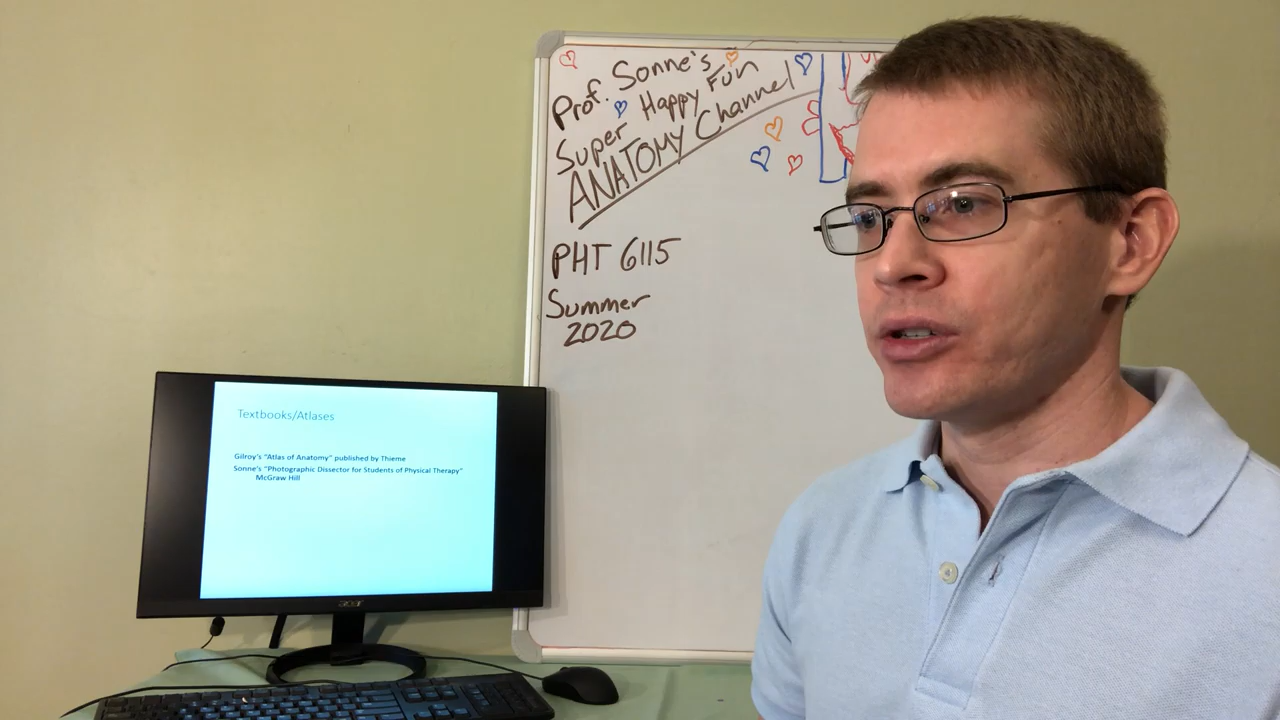 Prof. Sonne's
Super Happy Fun
ANATOMY Channel
PHT 6115
Summer
2020
Textbooks/Atlases
Gilroy's "Atlas of Anatomy" published by Thieme
Sonne's "Photographic Dissector for Students of Physical Therapy"
McGraw Hill
acer